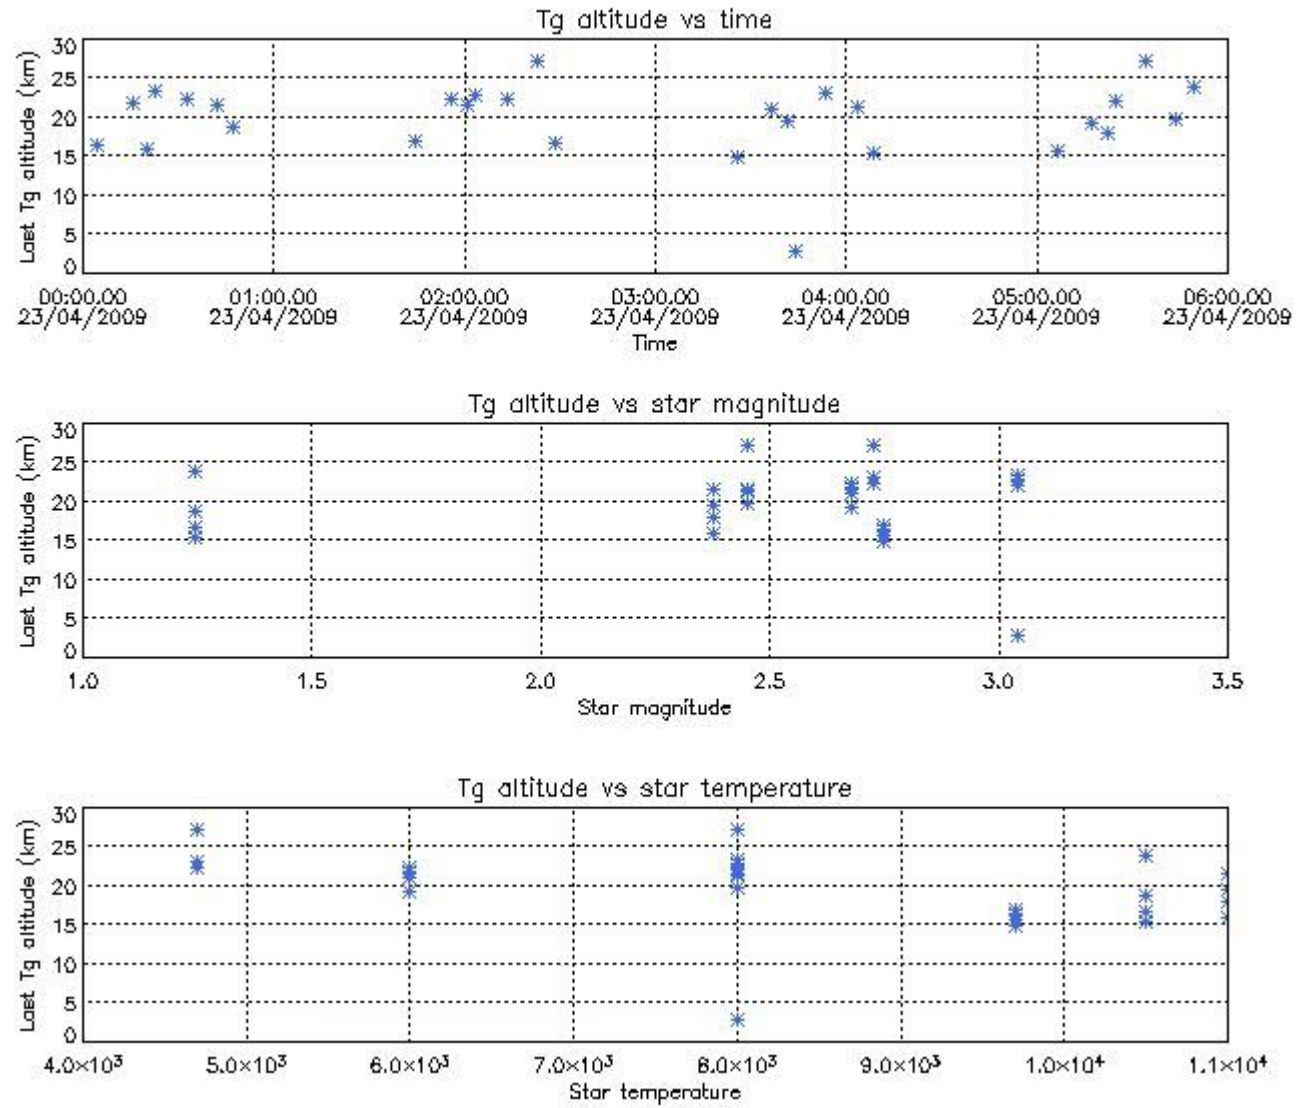 Tg altitude vs time
Last Tg altitude (km)
30
25
20
15
10
5
0
00:00.00 01:00.00 02:00.00 03:00.00 04:00.00 05:00.00 06:00.00
23/04/2009 23/04/2009 23/04/2009 23/04/2009 23/04/2009 23/04/2009 23/04/2009
Time
Tg altitude vs star magnitude
Last Tg altitude (km)
30
25
20
15
10
5
0
1.0 1.5 2.0 2.5 3.0 3.5
Star magnitude
Tg altitude vs star temperature
Last Tg altitude (km)
30
25
20
15
10
5
0
4.0×10³ 5.0×10³ 6.0×10³ 7.0×10³ 8.0×10³ 9.0×10³ 1.0×10⁴ 1.1×10⁴
Star temperature